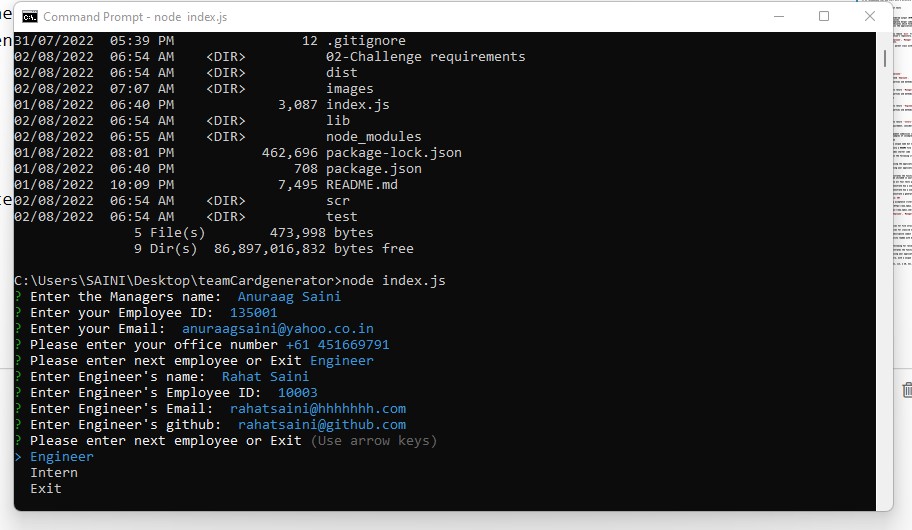 Command Prompt - node  index.js
31/07/2022  05:39 PM                12 .gitignore
02/08/2022  06:54 AM    <DIR>          02-Challenge requirements
02/08/2022  06:54 AM    <DIR>          dist
02/08/2022  07:07 AM    <DIR>          images
01/08/2022  06:40 PM             3,087 index.js
02/08/2022  06:54 AM    <DIR>          lib
02/08/2022  06:55 AM    <DIR>          node_modules
01/08/2022  08:01 PM           462,696 package-lock.json
01/08/2022  06:40 PM               708 package.json
01/08/2022  10:09 PM             7,495 README.md
02/08/2022  06:54 AM    <DIR>          scr
02/08/2022  06:54 AM    <DIR>          test
               5 File(s)        473,998 bytes
               9 Dir(s)  86,897,016,832 bytes free
C:\Users\SAINI\Desktop\teamCardgenerator>node index.js
? Enter the Managers name:  Anuraag Saini
? Enter your Employee ID:  135001
? Enter your Email:  anuraagsaini@yahoo.co.in
? Please enter your office number +61 451669791
? Please enter next employee or Exit Engineer
? Enter Engineer's name:  Rahat Saini
? Enter Engineer's Employee ID:  10003
? Enter Engineer's Email:  rahatsaini@hhhhhhh.com
? Enter Engineer's github:  rahatsaini@github.com
? Please enter next employee or Exit (Use arrow keys)
> Engineer
  Intern
  Exit